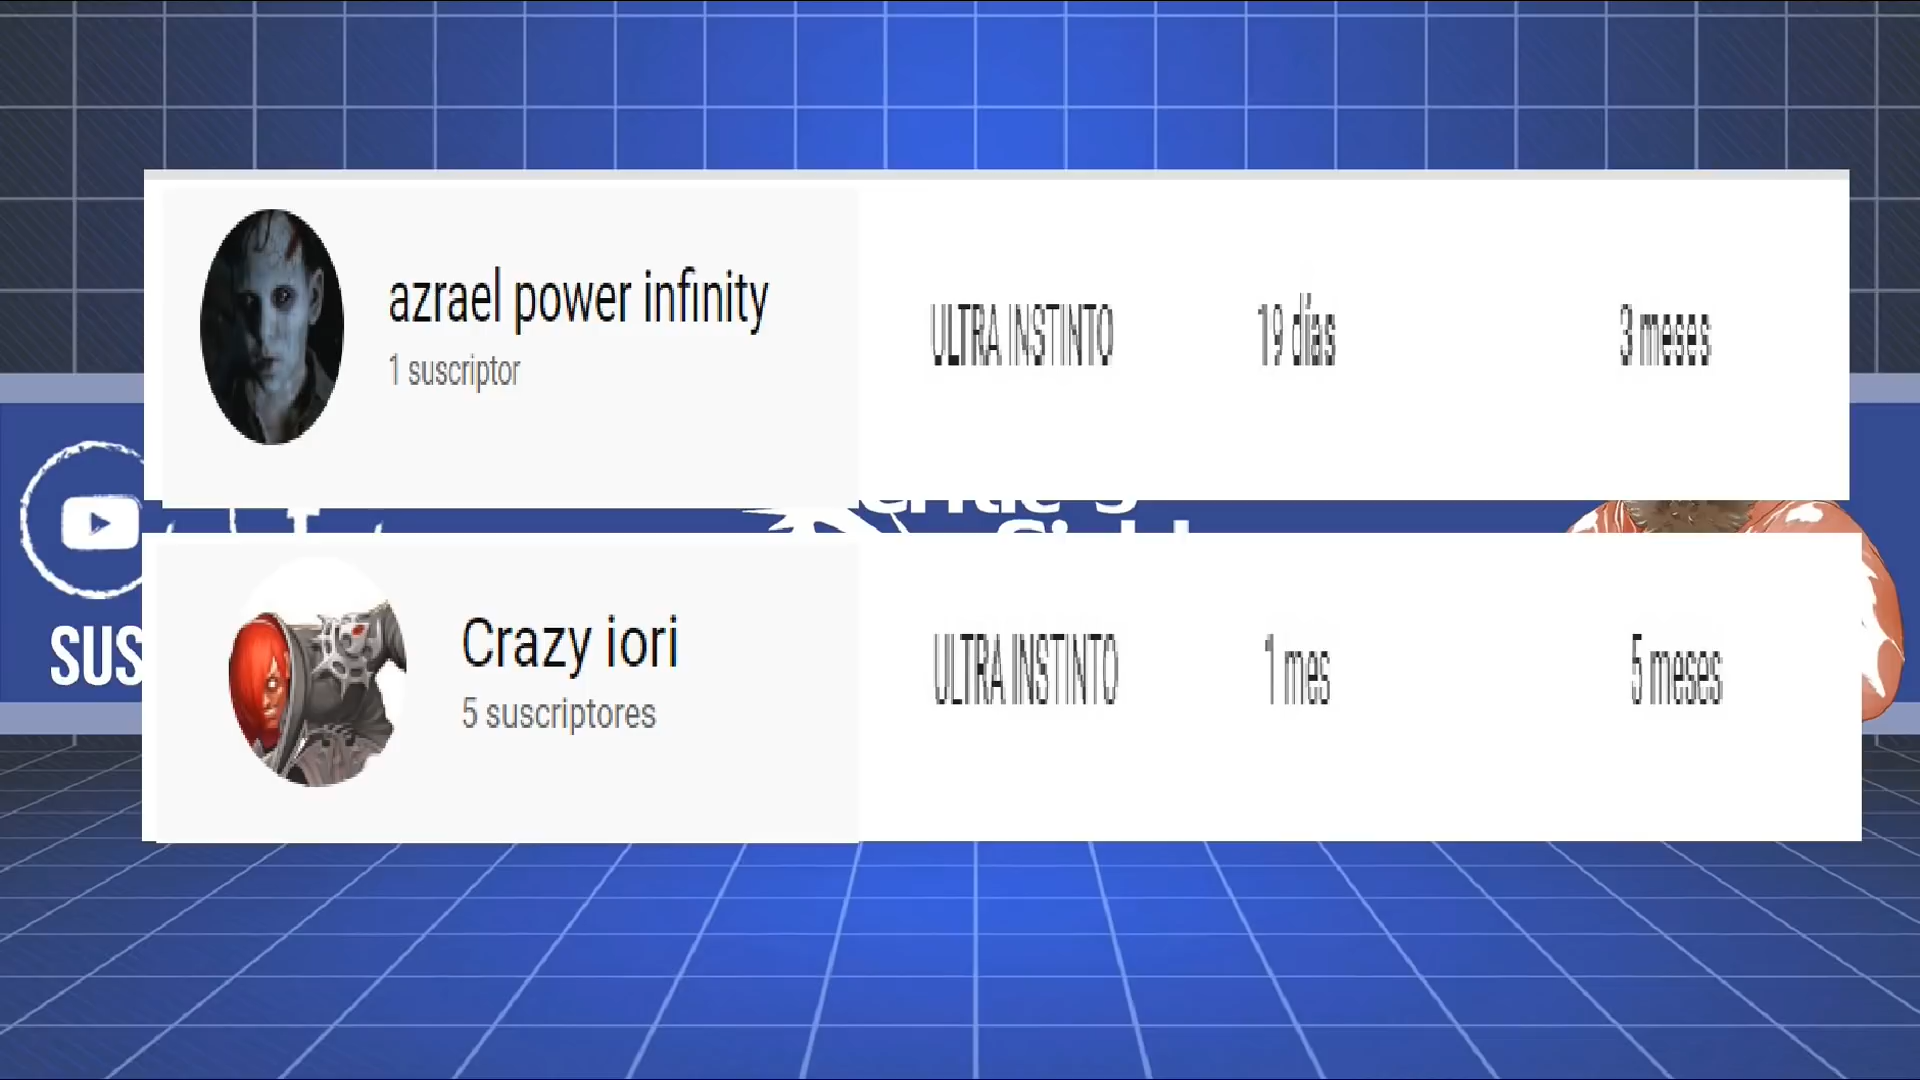 azrael power infinity
1 suscriptor
ULTRA INSTINTO
19 días
3 meses
SUS
Crazy iori
5 suscriptores
ULTRA INSTINTO
1 mes
5 meses